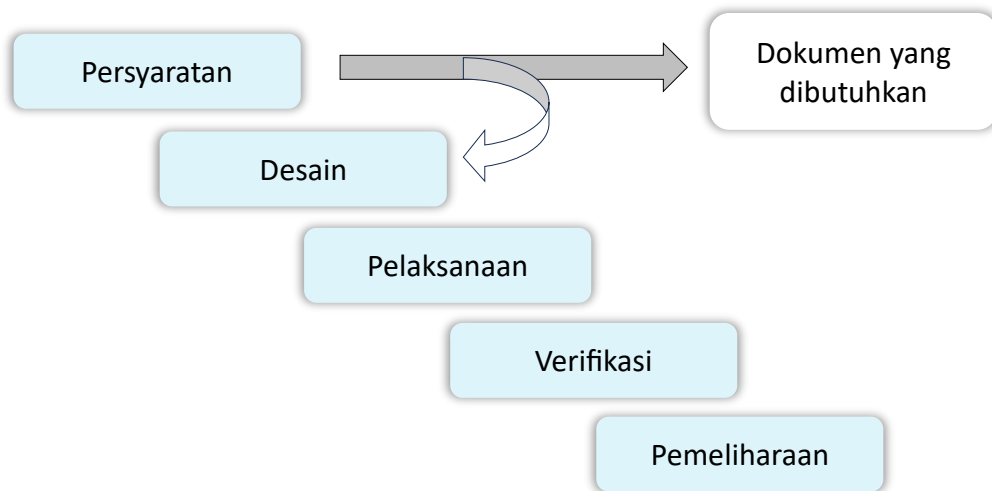 Persyaratan
Dokumen yang
dibutuhkan
Desain
Pelaksanaan
Verifikasi
Pemeliharaan